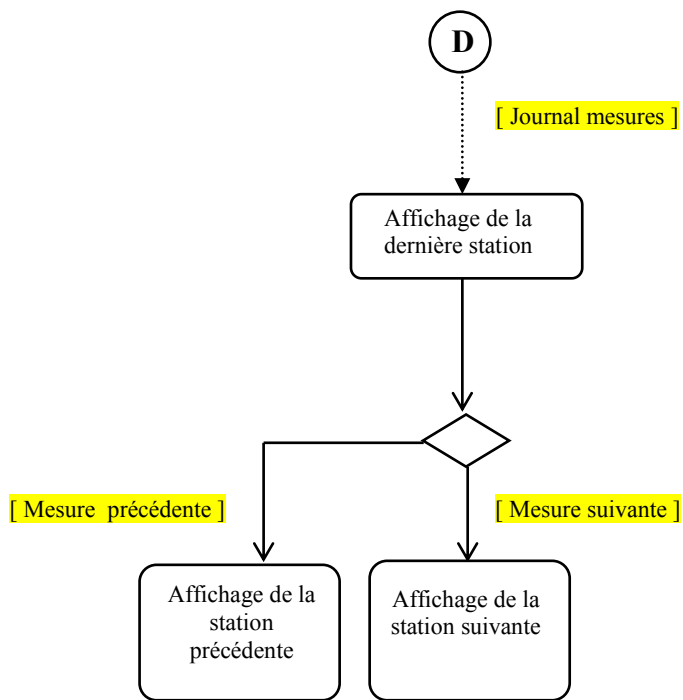 D
[ Journal mesures ]
Affichage de la
dernière station
[ Mesure précédente ]
[ Mesure suivante ]
Affichage de la
station
précédente
Affichage de la
station suivante